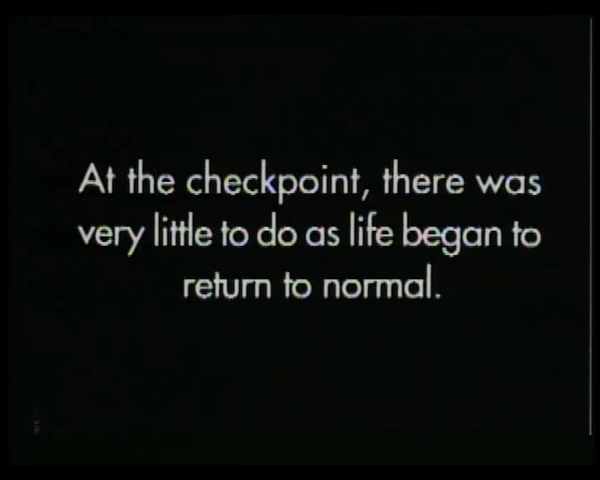 At the checkpoint, there was
very little to do as life began to
return to normal.